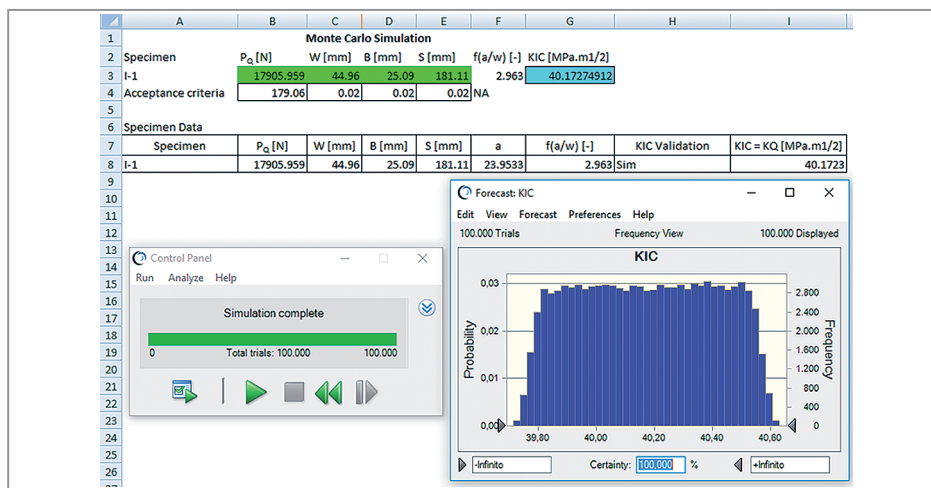 A B C D E F G H I
1 Monte Carlo Simulation
2 Specimen PQ [N] W [mm] B [mm] S [mm] f(a/w) [-] KIC [MPa.m1/2]
3 I-1 17905.959 44.96 25.09 181.11 2.963 40.17274912
4 Acceptance criteria 179.06 0.02 0.02 0.02 NA
5
6 Specimen Data
7 Specimen PQ [N] W [mm] B [mm] S [mm] a f(a/w) [-] KIC Validation KIC = KQ [MPa.m1/2]
8 I-1 17905.959 44.96 25.09 181.11 23.9533 2.963 Sim 40.1723
9
10
11
12
13
14
15
16
17
18
19
20
21
22
23
24
25
26
Control Panel
Run Analyze Help
Simulation complete
0 Total trials: 100.000 100.000
Forecast: KIC
Edit View Forecast Preferences Help
100.000 Trials Frequency View 100.000 Displayed
KIC
Probability
0,03
0,02
0,01
0,00
2.800
2.400
2.000
1.600
1.200
800
400
0
Frequency
39,80 40,00 40,20 40,40 40,60
-Infinito Certainty: 100.000 % +Infinito